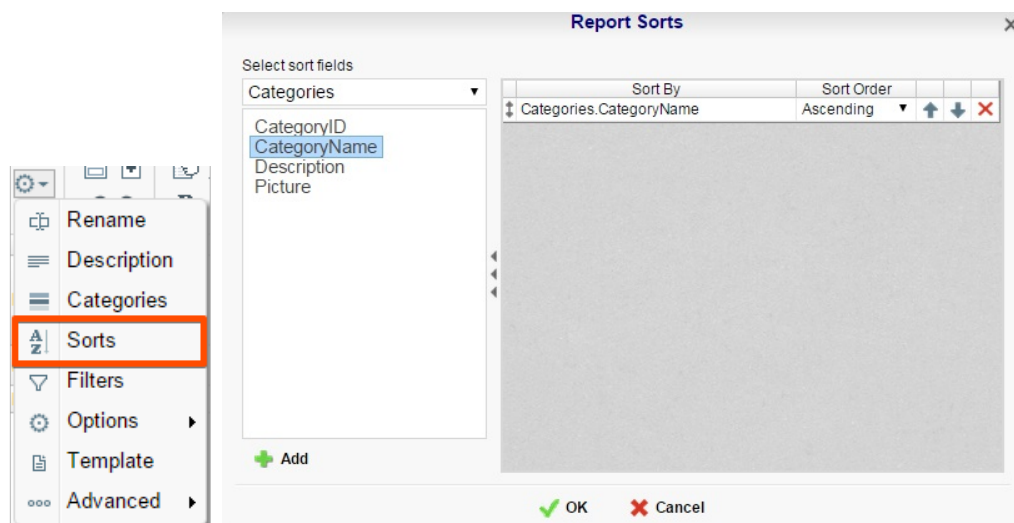 Rename
Description
Categories
A
Z
Sorts
Filters
Options
Template
Advanced
Report Sorts
Select sort fields
Categories
CategoryID
CategoryName
Description
Picture
Add
Sort By Sort Order
Categories.CategoryName Ascending
OK Cancel